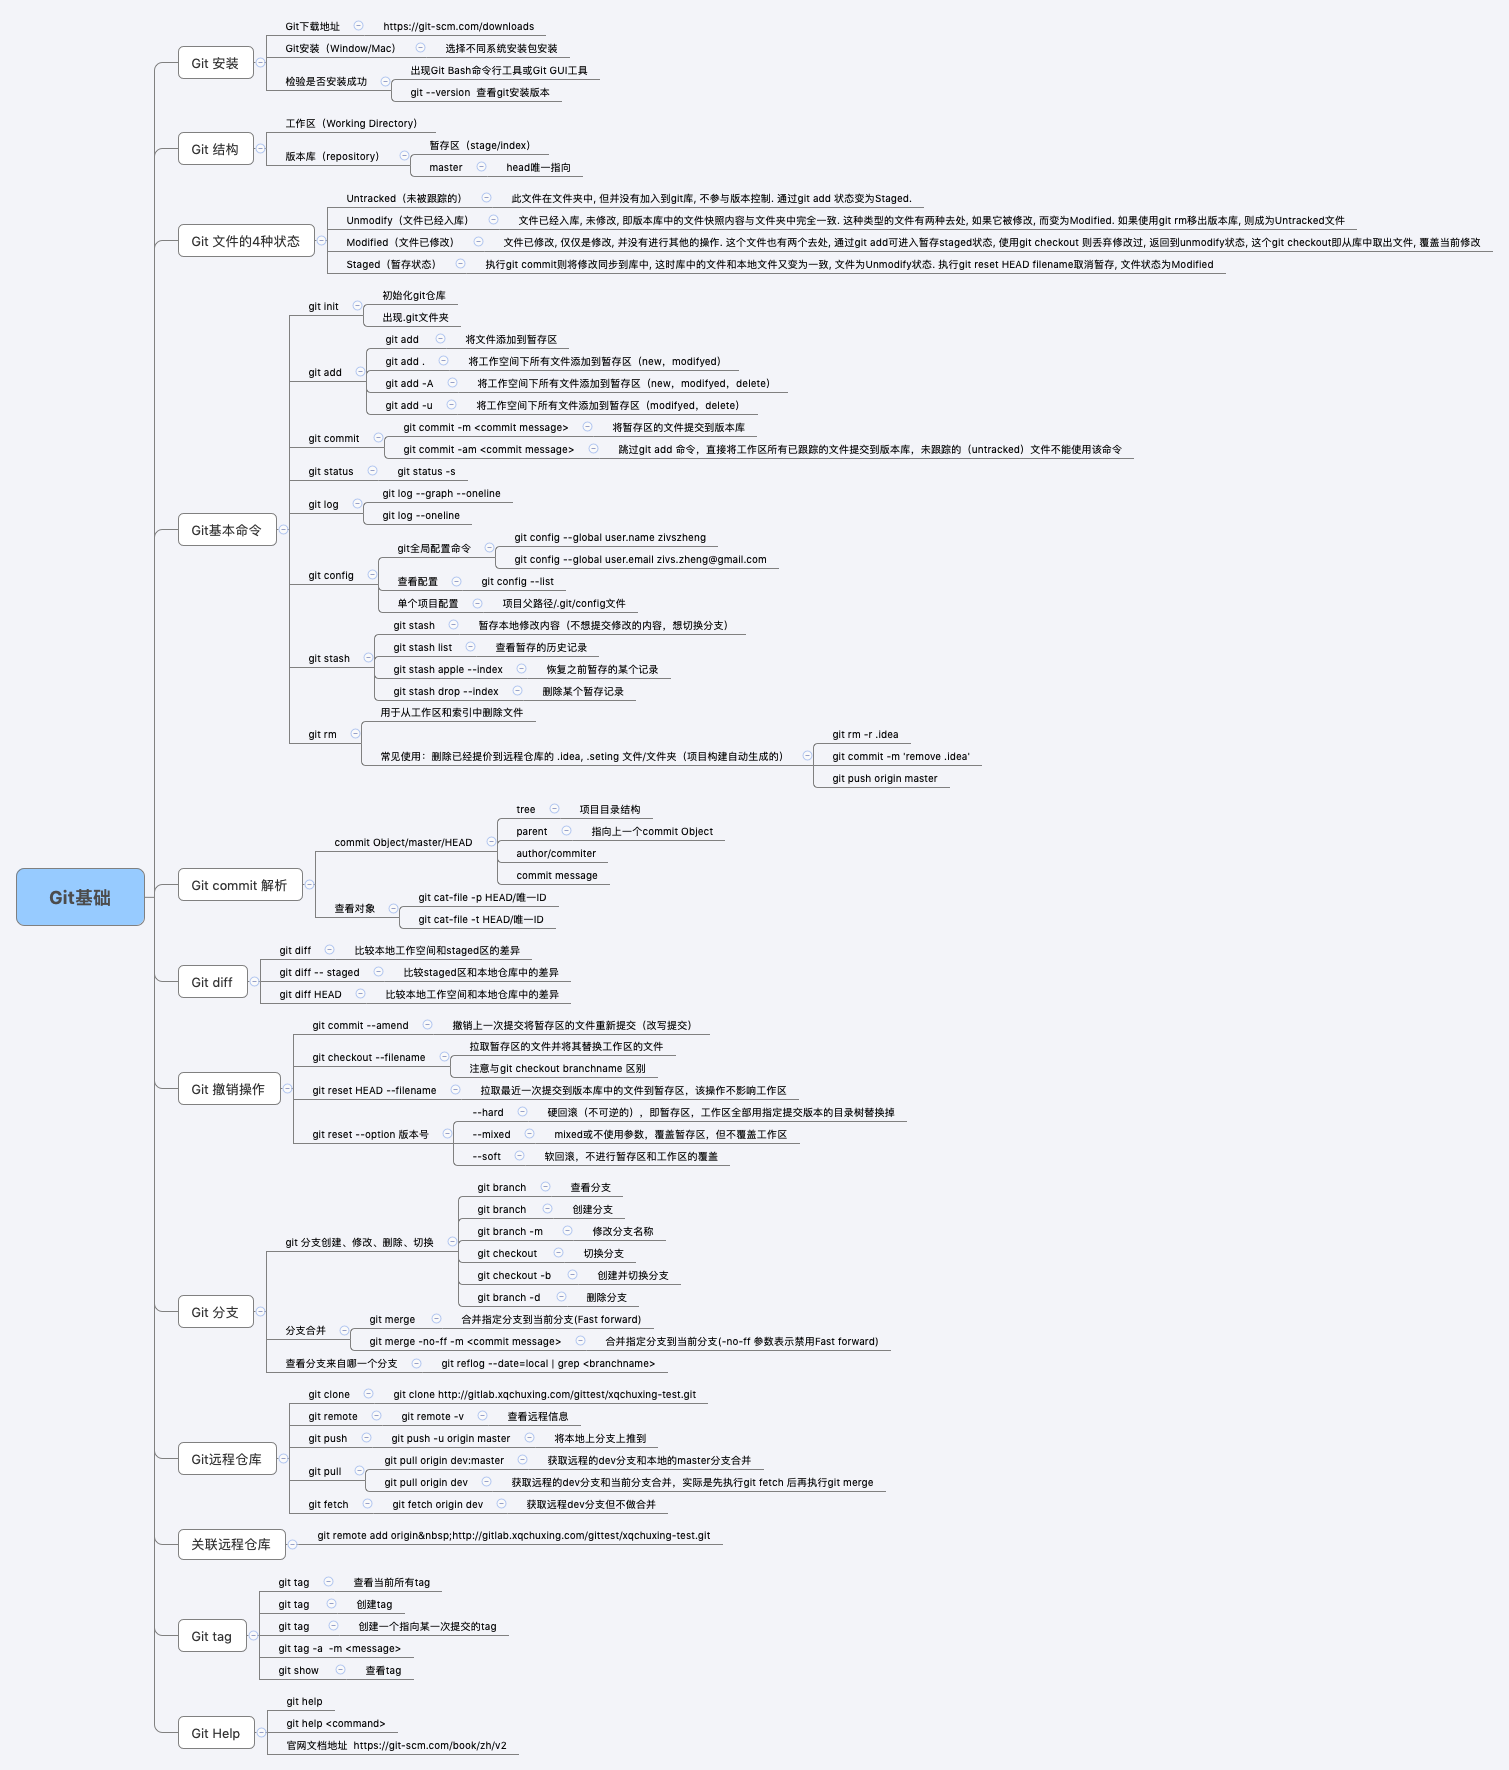 Git基础
Git 安装
Git下载地址
https://git-scm.com/downloads
Git安装（Window/Mac）
选择不同系统安装包安装
检验是否安装成功
出现Git Bash命令行工具或Git GUI工具
git --version 查看git安装版本
Git 结构
工作区（Working Directory）
版本库（repository）
暂存区（stage/index）
master
head唯一指向
Git 文件的4种状态
Untracked（未被跟踪的）
此文件在文件夹中, 但并没有加入到git库, 不参与版本控制. 通过git add 状态变为Staged.
Unmodify（文件已经入库）
文件已经入库, 未修改, 即版本库中的文件快照内容与文件夹中完全一致. 这种类型的文件有两种去处, 如果它被修改, 而变为Modified. 如果使用git rm移出版本库, 则成为Untracked文件
Modified（文件已修改）
文件已修改, 仅仅是修改, 并没有进行其他的操作. 这个文件也有两个去处, 通过git add可进入暂存staged状态, 使用git checkout 则丢弃修改过, 返回到unmodify状态, 这个git checkout即从库中取出文件, 覆盖当前修改
Staged（暂存状态）
执行git commit则将修改同步到库中, 这时库中的文件和本地文件又变为一致, 文件为Unmodify状态. 执行git reset HEAD filename取消暂存, 文件状态为Modified
Git基本命令
git init
初始化git仓库
出现.git文件夹
git add
git add
将文件添加到暂存区
git add .
将工作空间下所有文件添加到暂存区（new，modifyed）
git add -A
将工作空间下所有文件添加到暂存区（new，modifyed，delete）
git add -u
将工作空间下所有文件添加到暂存区（modifyed，delete）
git commit
git commit -m <commit message>
将暂存区的文件提交到版本库
git commit -am <commit message>
跳过git add 命令，直接将工作区所有已跟踪的文件提交到版本库，未跟踪的（untracked）文件不能使用该命令
git status
git status -s
git log
git log --graph --oneline
git log --oneline
git config
git全局配置命令
git config --global user.name zivszheng
git config --global user.email zivs.zheng@gmail.com
查看配置
git config --list
单个项目配置
项目父路径/.git/config文件
git stash
git stash
暂存本地修改内容（不想提交修改的内容，想切换分支）
git stash list
查看暂存的历史记录
git stash apple --index
恢复之前暂存的某个记录
git stash drop --index
删除某个暂存记录
git rm
用于从工作区和索引中删除文件
常见使用：删除已经提价到远程仓库的 .idea, .seting 文件/文件夹（项目构建自动生成的）
git rm -r .idea
git commit -m 'remove .idea'
git push origin master
Git commit 解析
commit Object/master/HEAD
tree
项目目录结构
parent
指向上一个commit Object
author/commiter
commit message
查看对象
git cat-file -p HEAD/唯一ID
git cat-file -t HEAD/唯一ID
Git diff
git diff
比较本地工作空间和staged区的差异
git diff -- staged
比较staged区和本地仓库中的差异
git diff HEAD
比较本地工作空间和本地仓库中的差异
Git 撤销操作
git commit --amend
撤销上一次提交将暂存区的文件重新提交（改写提交）
git checkout --filename
拉取暂存区的文件并将其替换工作区的文件
注意与git checkout branchname 区别
git reset HEAD --filename
拉取最近一次提交到版本库中的文件到暂存区，该操作不影响工作区
git reset --option 版本号
--hard
硬回滚（不可逆的），即暂存区，工作区全部用指定提交版本的目录树替换掉
--mixed
mixed或不使用参数，覆盖暂存区，但不覆盖工作区
--soft
软回滚，不进行暂存区和工作区的覆盖
Git 分支
git 分支创建、修改、删除、切换
git branch
查看分支
git branch
创建分支
git branch -m
修改分支名称
git checkout
切换分支
git checkout -b
创建并切换分支
git branch -d
删除分支
分支合并
git merge
合并指定分支到当前分支(Fast forward)
git merge -no-ff -m <commit message>
合并指定分支到当前分支(-no-ff 参数表示禁用Fast forward)
查看分支来自哪一个分支
git reflog --date=local | grep <branchname>
Git远程仓库
git clone
git clone http://gitlab.xqchuxing.com/gittest/xqchuxing-test.git
git remote
git remote -v
查看远程信息
git push
git push -u origin master
将本地上分支上推到
git pull
git pull origin dev:master
获取远程的dev分支和本地的master分支合并
git pull origin dev
获取远程的dev分支和当前分支合并，实际是先执行git fetch 后再执行git merge
git fetch
git fetch origin dev
获取远程dev分支但不做合并
关联远程仓库
git remote add origin&nbsp;http://gitlab.xqchuxing.com/gittest/xqchuxing-test.git
Git tag
git tag
查看当前所有tag
git tag
创建tag
git tag
创建一个指向某一次提交的tag
git tag -a -m <message>
git show
查看tag
Git Help
git help
git help <command>
官网文档地址 https://git-scm.com/book/zh/v2